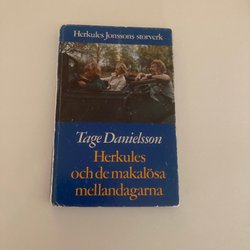 Herkules Jonssons storverk
Tage Danielsson
Herkules
och de makalösa
mellandagarna